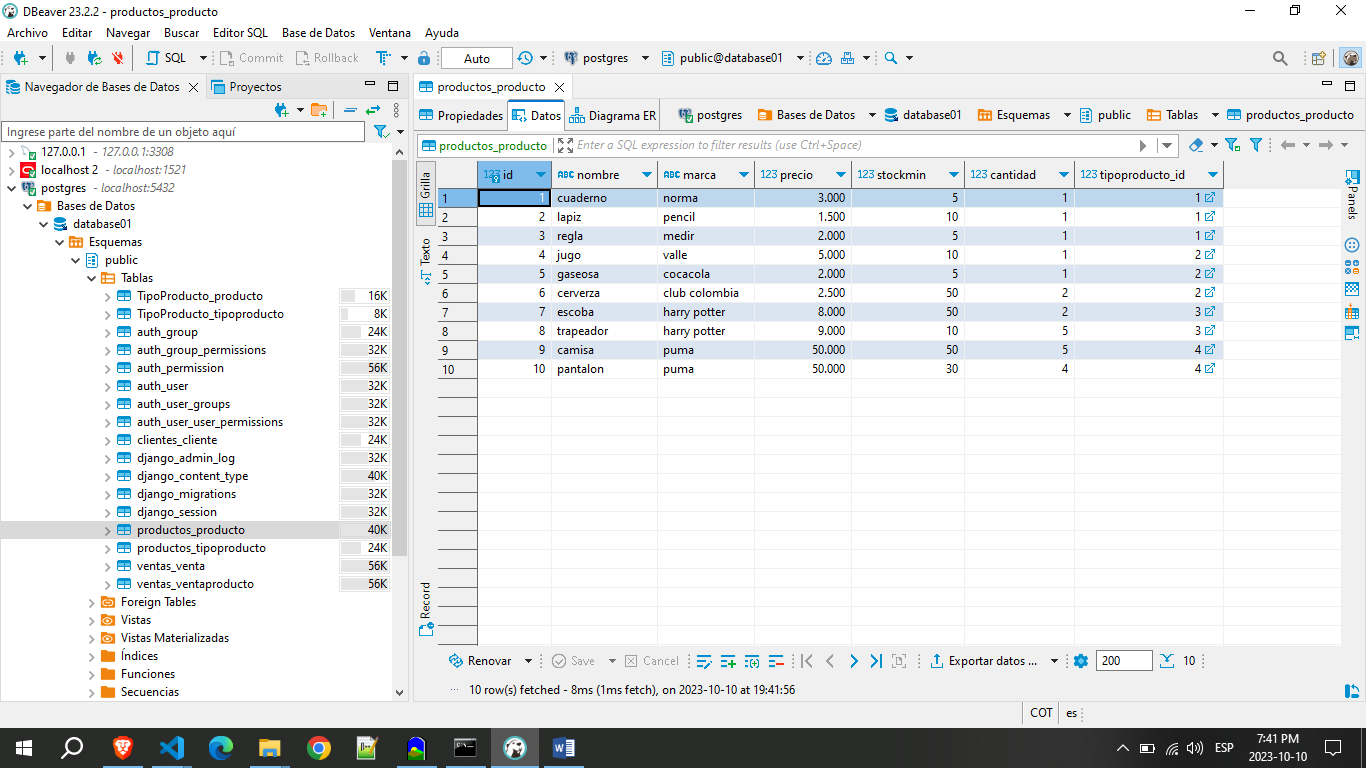 DBeaver 23.2.2 - productos_producto
Archivo Editar Navegar Buscar Editor SQL Base de Datos Ventana Ayuda
SQL Commit Rollback Auto postgres public@database01
Navegador de Bases de Datos Proyectos
productos_producto
Propiedades Datos Diagrama ER postgres Bases de Datos database01 Esquemas public Tablas productos_producto
Ingrese parte del nombre de un objeto aquí
productos_producto Enter a SQL expression to filter results (use Ctrl+Space)
127.0.0.1 - 127.0.0.1:3308
localhost 2 - localhost:1521
postgres - localhost:5432
Bases de Datos
database01
Esquemas
public
Tablas
TipoProducto_producto 16K
TipoProducto_tipoproducto 8K
auth_group 24K
auth_group_permissions 32K
auth_permission 56K
auth_user 32K
auth_user_groups 32K
auth_user_user_permissions 32K
clientes_cliente 24K
django_admin_log 32K
django_content_type 40K
django_migrations 32K
django_session 32K
productos_producto 40K
productos_tipoproducto 24K
ventas_venta 56K
ventas_ventaproducto 56K
Foreign Tables
Vistas
Vistas Materializadas
Índices
Funciones
Secuencias
Grilla
Texto
Record
123 id ABC nombre ABC marca 123 precio 123 stockmin 123 cantidad 123 tipoproducto_id
1 1 cuaderno norma 3.000 5 1 1
2 2 lapiz pencil 1.500 10 1 1
3 3 regla medir 2.000 5 1 1
4 4 jugo valle 5.000 10 1 2
5 5 gaseosa cocacola 2.000 5 1 2
6 6 cerverza club colombia 2.500 50 2 2
7 7 escoba harry potter 8.000 50 2 3
8 8 trapeador harry potter 9.000 10 5 3
9 9 camisa puma 50.000 50 5 4
10 10 pantalon puma 50.000 30 4 4
Panels
Renovar Save Cancel Exportar datos ... 200 10
10 row(s) fetched - 8ms (1ms fetch), on 2023-10-10 at 19:41:56
COT es
ESP
7:41 PM
2023-10-10